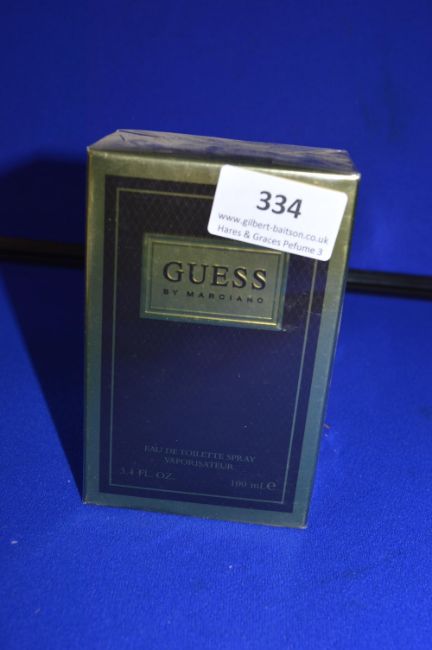 334
www.gilbert-baitson.co.uk
Hares & Graces Pefume 3
GUESS
BY MARCIANO
EAU DE TOILETTE SPRAY
VAPORISATEUR
3.4 FL. OZ. 100 mL ℮